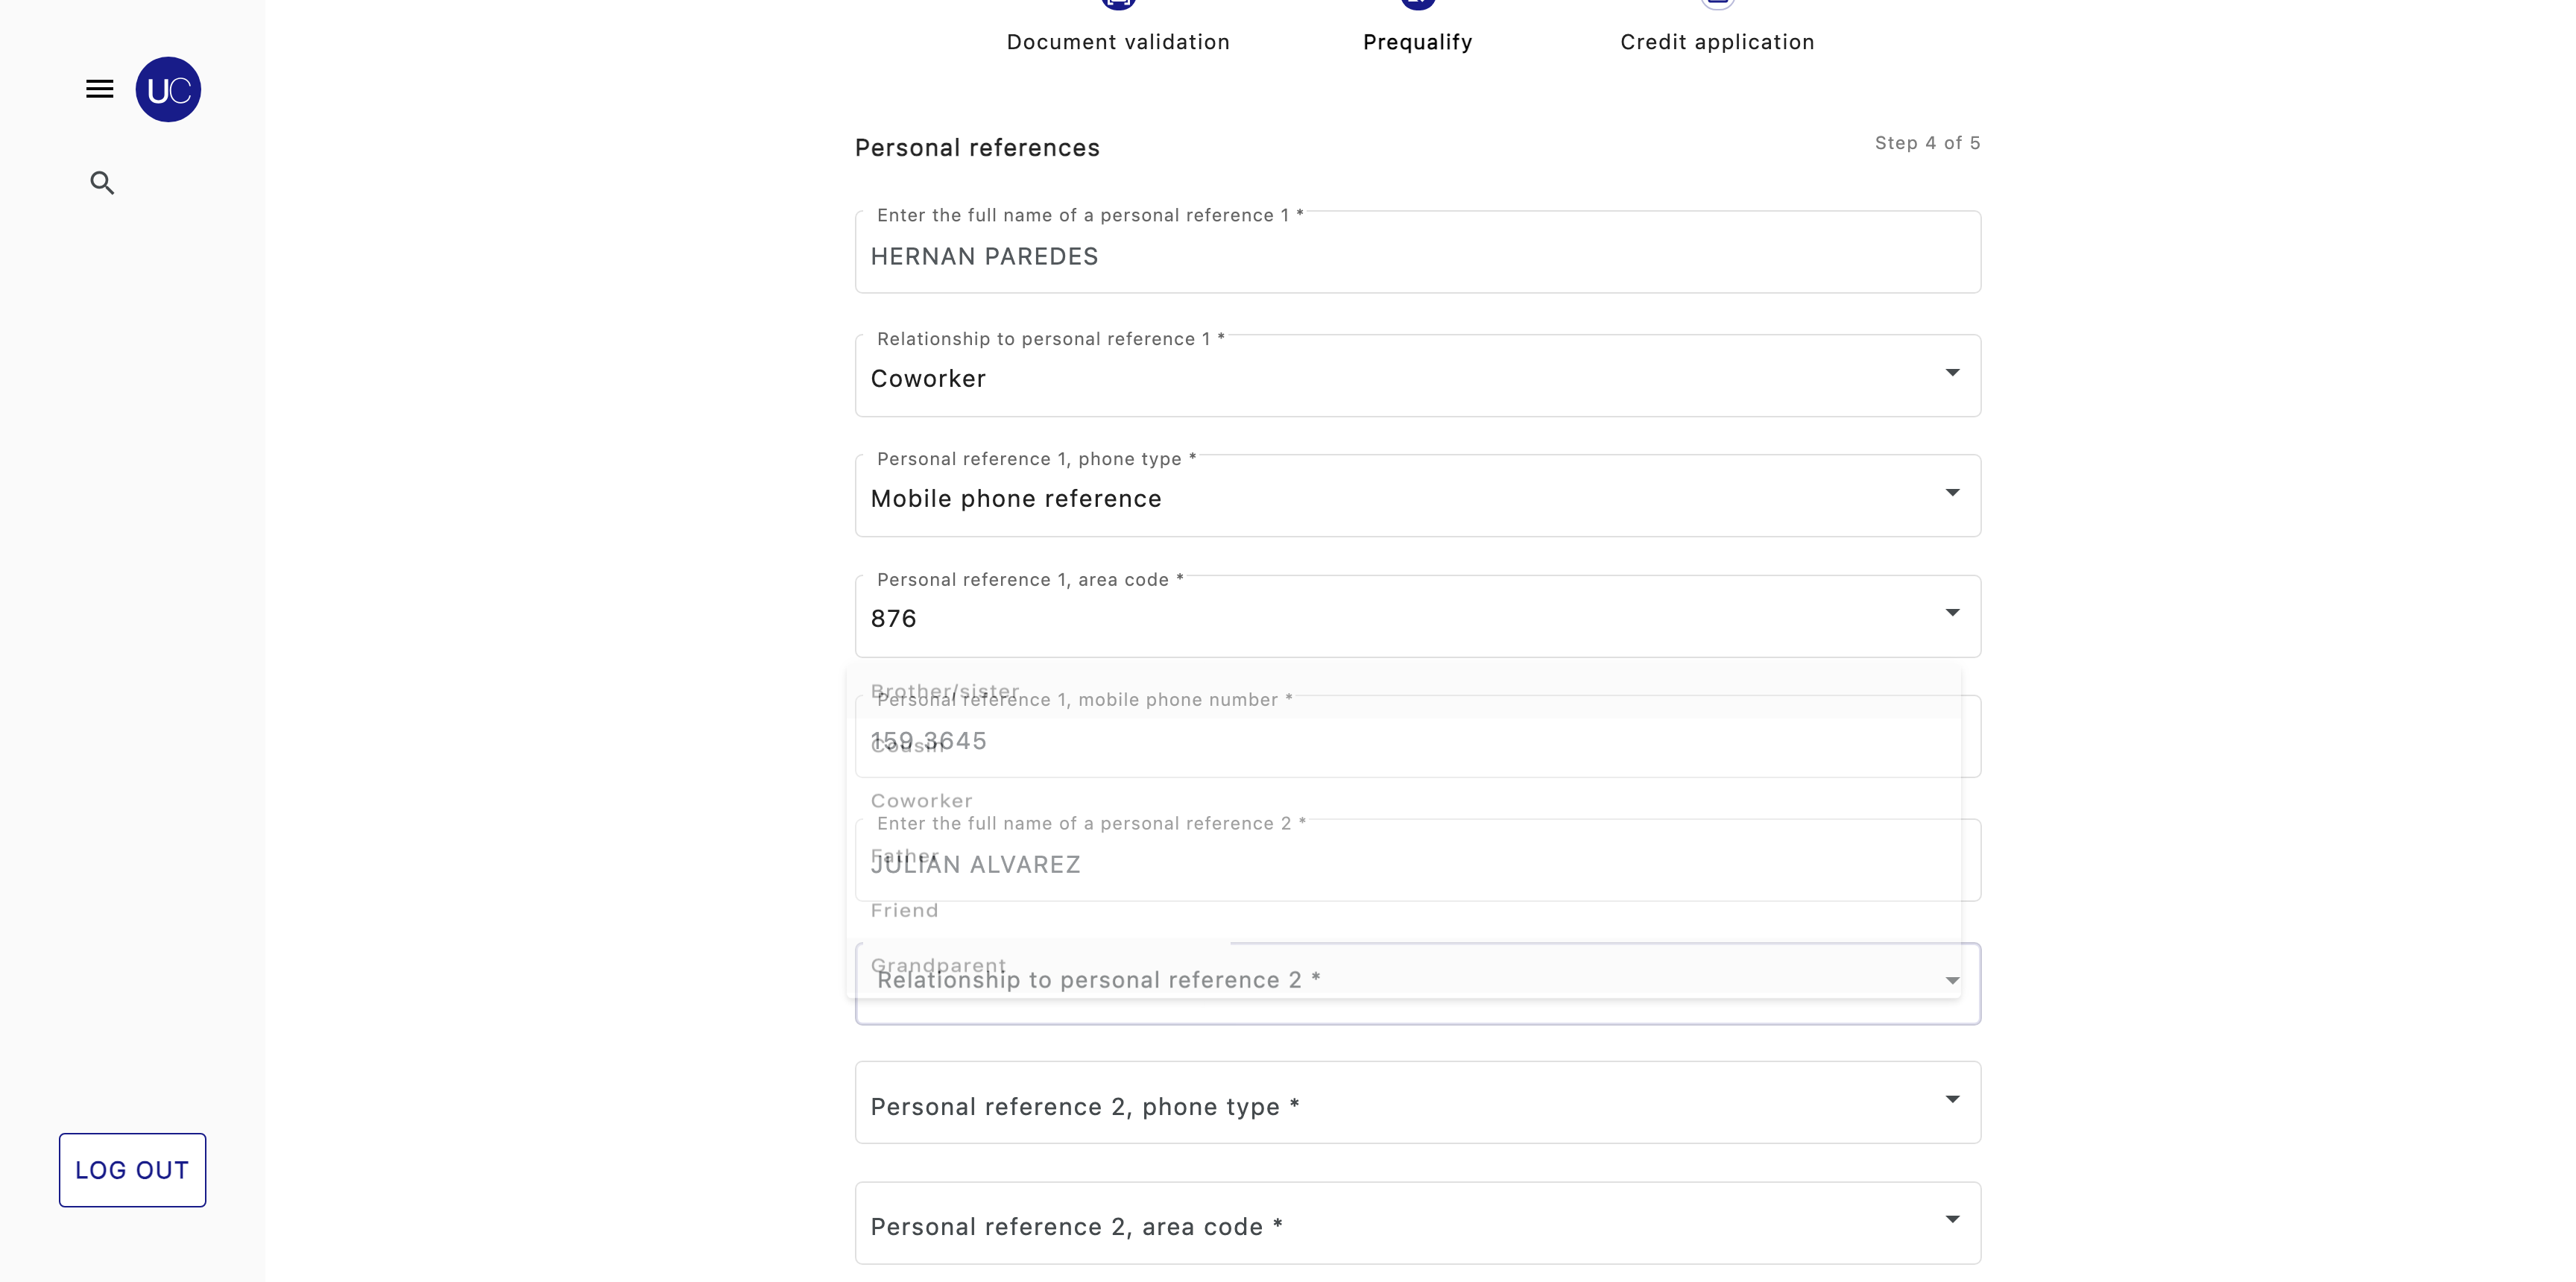 Document validation
Prequalify
Credit application
UC
Personal references
Step 4 of 5
Enter the full name of a personal reference 1 *
HERNAN PAREDES
Relationship to personal reference 1 *
Coworker
Personal reference 1, phone type *
Mobile phone reference
Personal reference 1, area code *
876
Brother/sister
Personal reference 1, mobile phone number *
159 3645
Cousin
Coworker
Enter the full name of a personal reference 2 *
Father
JULIAN ALVAREZ
Friend
Grandparent
Relationship to personal reference 2 *
Personal reference 2, phone type *
LOG OUT
Personal reference 2, area code *